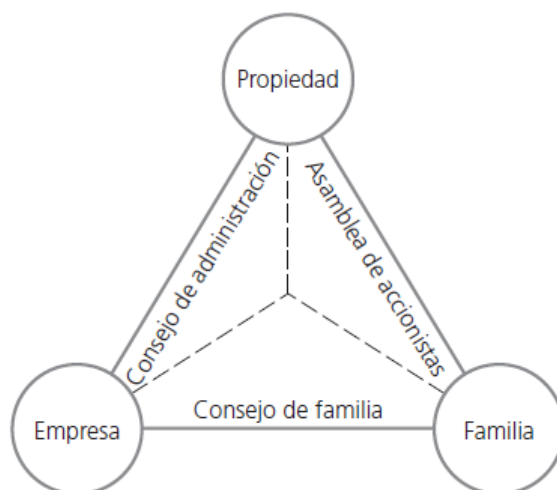 Propiedad
Consejo de administración
Asamblea de accionistas
Consejo de familia
Empresa
Familia